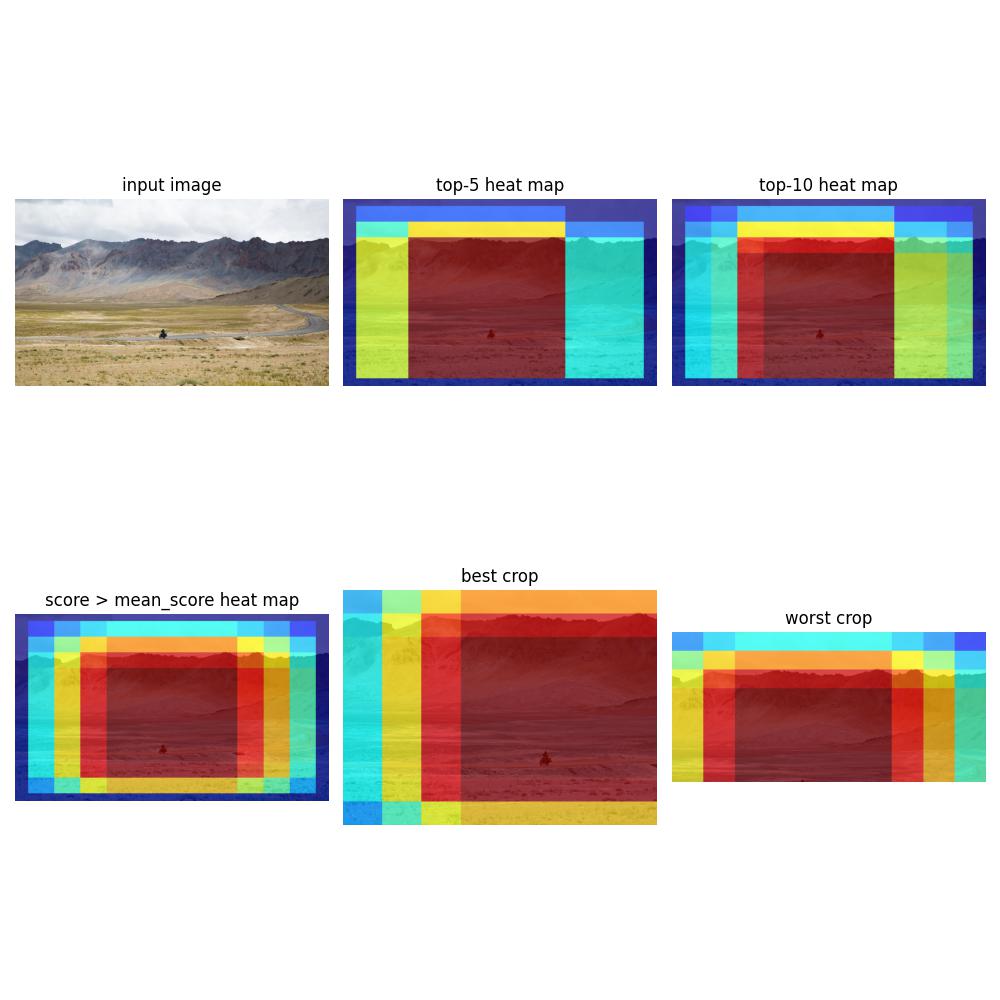 input image
top-5 heat map
top-10 heat map
score > mean_score heat map
best crop
worst crop